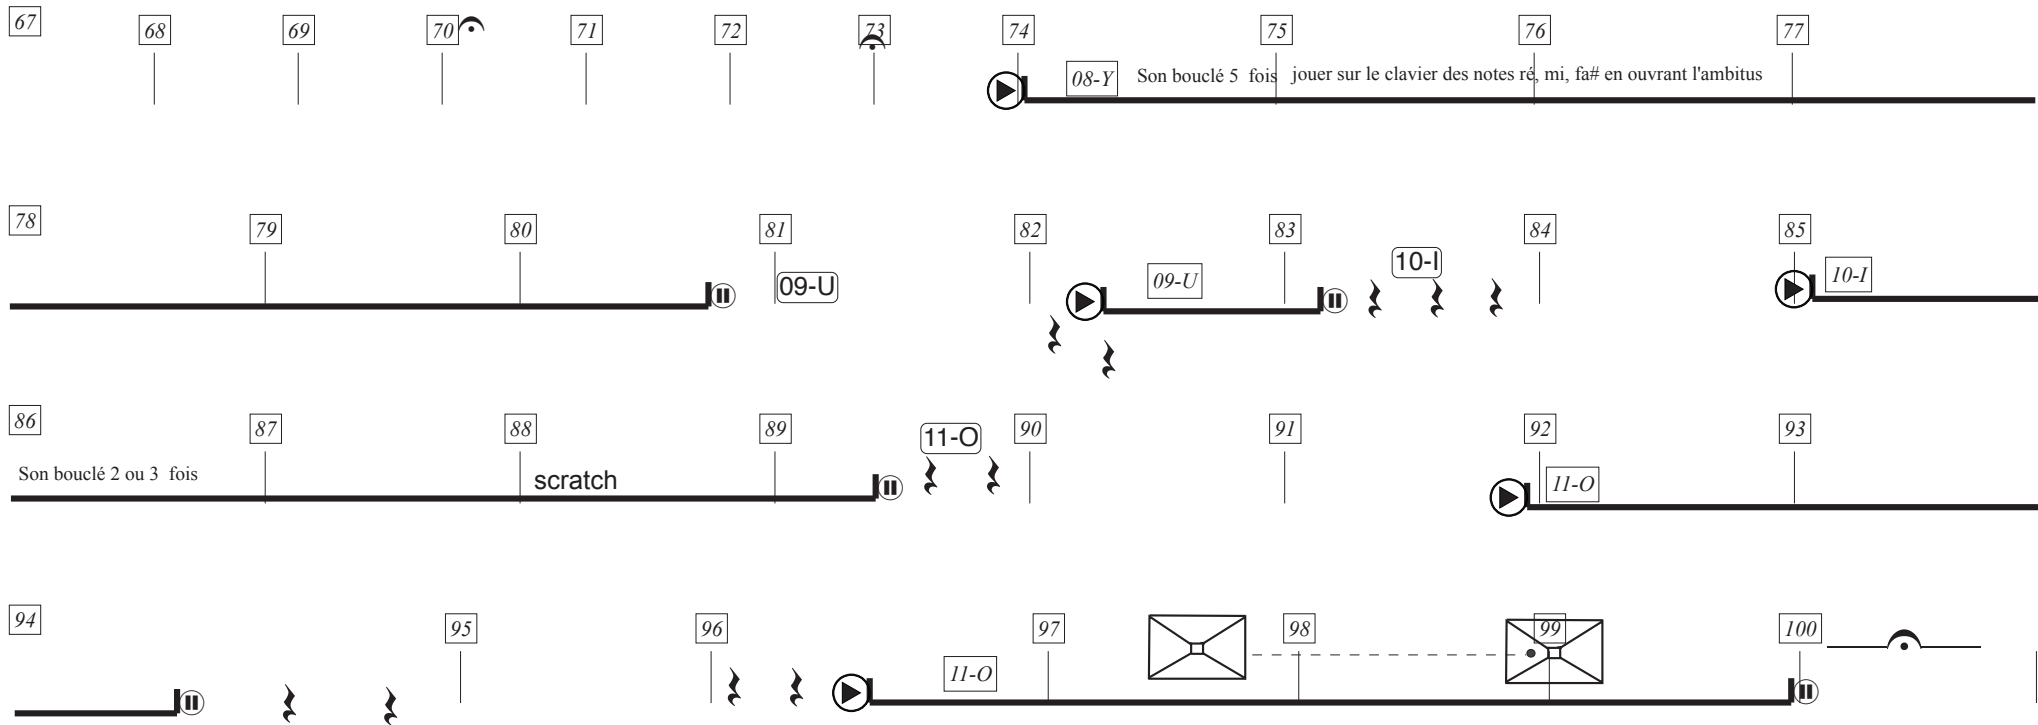 67 68 69 70 71 72 73 74 75 76 77
08-Y Son bouclé 5 fois jouer sur le clavier des notes ré, mi, fa# en ouvrant l'ambitus
78 79 80 81 82 83 84 85
09-U 09-U 10-I 10-I
86 87 88 89 90 91 92 93
Son bouclé 2 ou 3 fois scratch 11-O 11-O
94 95 96 97 98 99 100
11-O